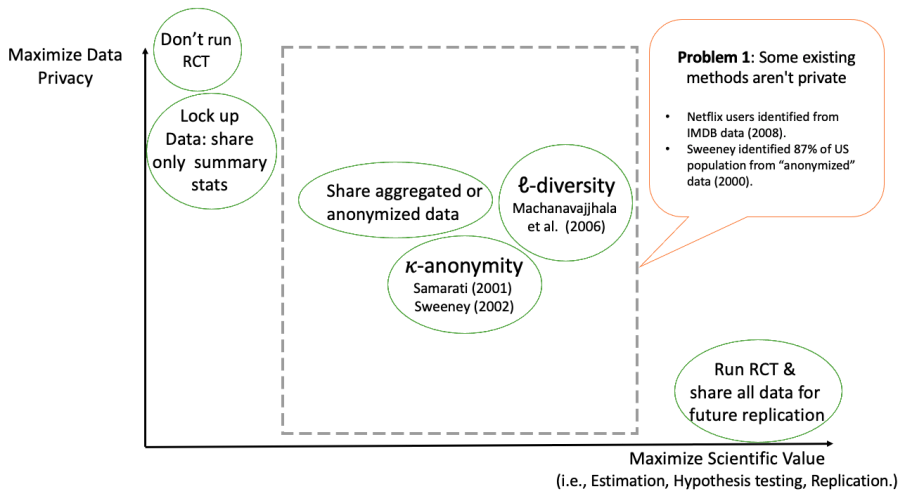 Maximize Data
Privacy
Don't run
RCT
Lock up
Data: share
only summary
stats
Share aggregated or
anonymized data
ℓ-diversity
Machanavajjhala
et al. (2006)
κ-anonymity
Samarati (2001)
Sweeney (2002)
Problem 1: Some existing
methods aren't private
• Netflix users identified from
IMDB data (2008).
• Sweeney identified 87% of US
population from “anonymized”
data (2000).
Run RCT &
share all data for
future replication
Maximize Scientific Value
(i.e., Estimation, Hypothesis testing, Replication.)